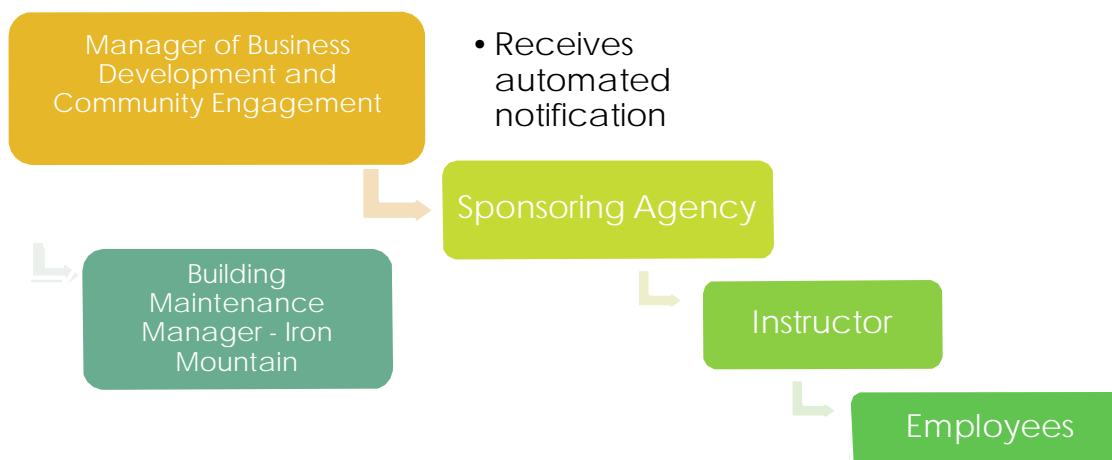 Manager of Business
Development and
Community Engagement
• Receives
automated
notification
Sponsoring Agency
Building
Maintenance
Manager - Iron
Mountain
Instructor
Employees